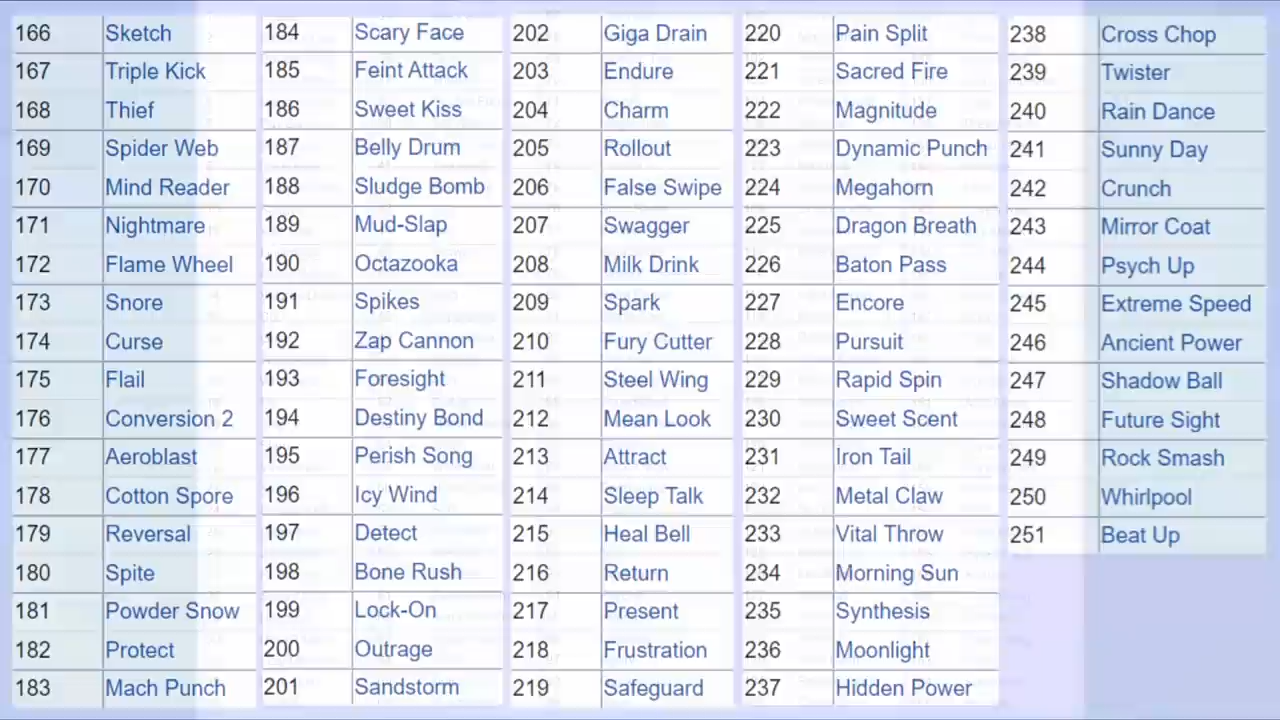 166 Sketch
167 Triple Kick
168 Thief
169 Spider Web
170 Mind Reader
171 Nightmare
172 Flame Wheel
173 Snore
174 Curse
175 Flail
176 Conversion 2
177 Aeroblast
178 Cotton Spore
179 Reversal
180 Spite
181 Powder Snow
182 Protect
183 Mach Punch
184 Scary Face
185 Feint Attack
186 Sweet Kiss
187 Belly Drum
188 Sludge Bomb
189 Mud-Slap
190 Octazooka
191 Spikes
192 Zap Cannon
193 Foresight
194 Destiny Bond
195 Perish Song
196 Icy Wind
197 Detect
198 Bone Rush
199 Lock-On
200 Outrage
201 Sandstorm
202 Giga Drain
203 Endure
204 Charm
205 Rollout
206 False Swipe
207 Swagger
208 Milk Drink
209 Spark
210 Fury Cutter
211 Steel Wing
212 Mean Look
213 Attract
214 Sleep Talk
215 Heal Bell
216 Return
217 Present
218 Frustration
219 Safeguard
220 Pain Split
221 Sacred Fire
222 Magnitude
223 Dynamic Punch
224 Megahorn
225 Dragon Breath
226 Baton Pass
227 Encore
228 Pursuit
229 Rapid Spin
230 Sweet Scent
231 Iron Tail
232 Metal Claw
233 Vital Throw
234 Morning Sun
235 Synthesis
236 Moonlight
237 Hidden Power
238 Cross Chop
239 Twister
240 Rain Dance
241 Sunny Day
242 Crunch
243 Mirror Coat
244 Psych Up
245 Extreme Speed
246 Ancient Power
247 Shadow Ball
248 Future Sight
249 Rock Smash
250 Whirlpool
251 Beat Up